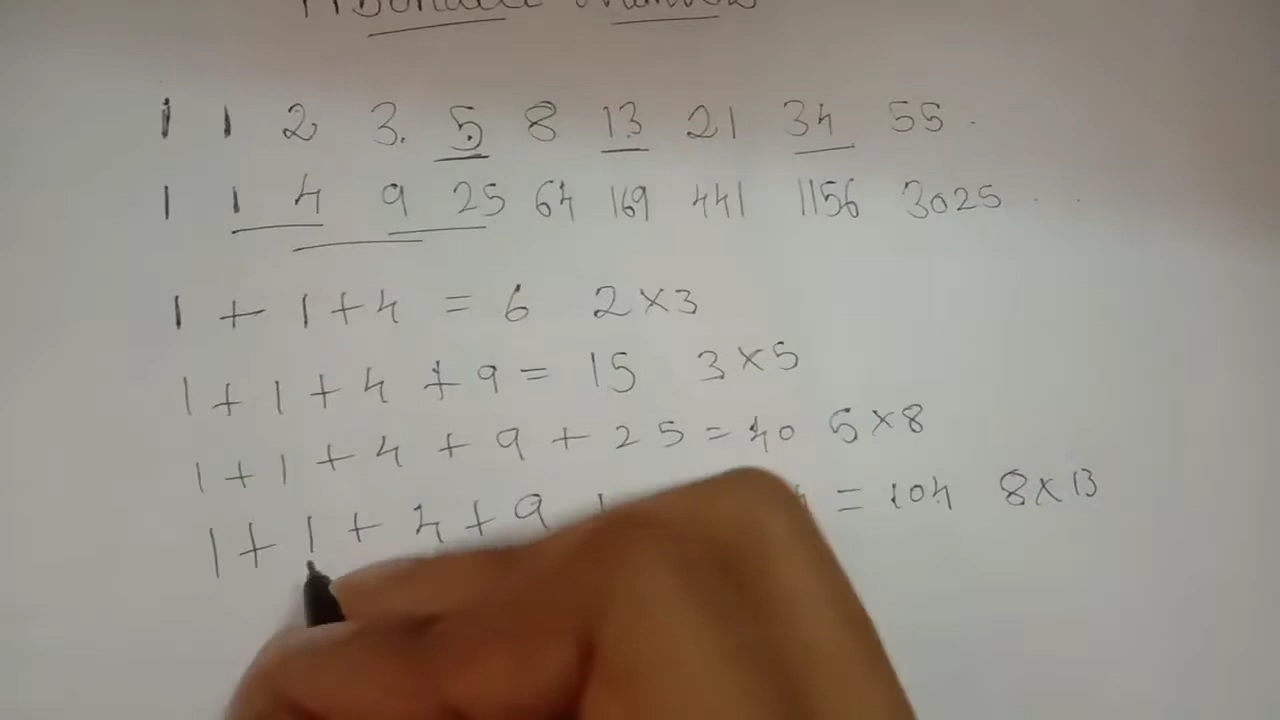 1 1 2 3. 5 8 13 21 34 55 .
1 1 4 9 25 64 169 441 1156 3025 . .
1 + 1 + 4 = 6 2 × 3
1 + 1 + 4 + 9 = 15 3 × 5
1 + 1 + 4 + 9 + 25 = 40 5 × 8
1 + 1 + 4 + 9 = 104 8 × 13